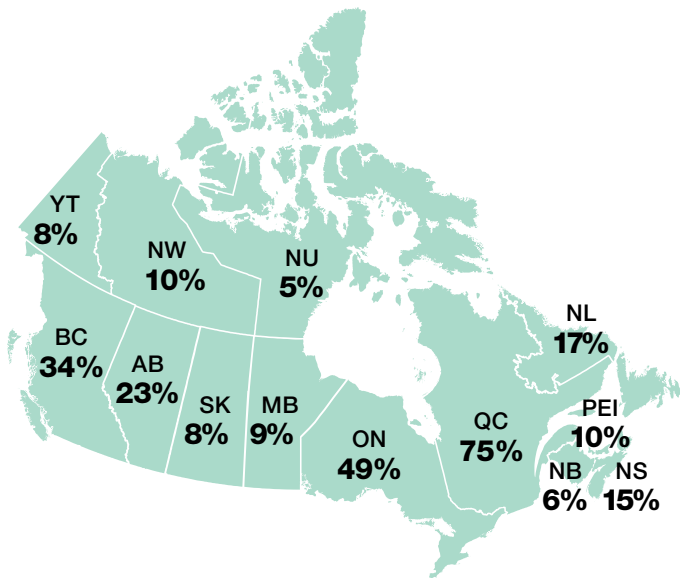 YT
8%
NW
10%
NU
5%
BC
34%
AB
23%
SK
8%
MB
9%
ON
49%
QC
75%
NL
17%
PEI
10%
NB
6%
NS
15%